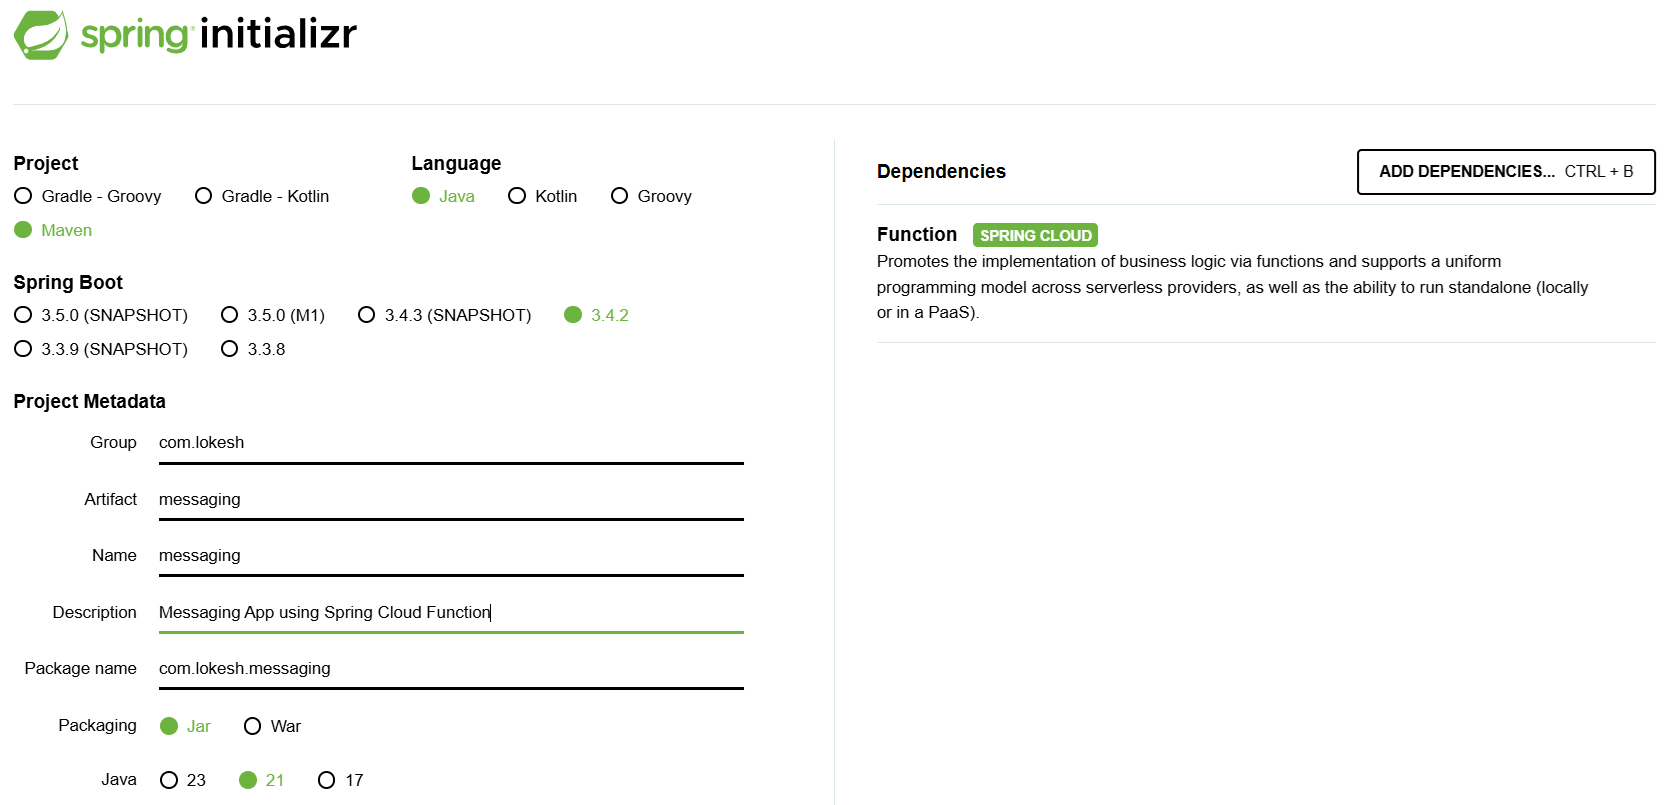 spring initializr
Project
Gradle - Groovy Gradle - Kotlin
Maven
Language
Java Kotlin Groovy
Spring Boot
3.5.0 (SNAPSHOT) 3.5.0 (M1) 3.4.3 (SNAPSHOT) 3.4.2
3.3.9 (SNAPSHOT) 3.3.8
Project Metadata
Group com.lokesh
Artifact messaging
Name messaging
Description Messaging App using Spring Cloud Function
Package name com.lokesh.messaging
Packaging Jar War
Java 23 21 17
Dependencies ADD DEPENDENCIES... CTRL + B
Function SPRING CLOUD
Promotes the implementation of business logic via functions and supports a uniform
programming model across serverless providers, as well as the ability to run standalone (locally
or in a PaaS).